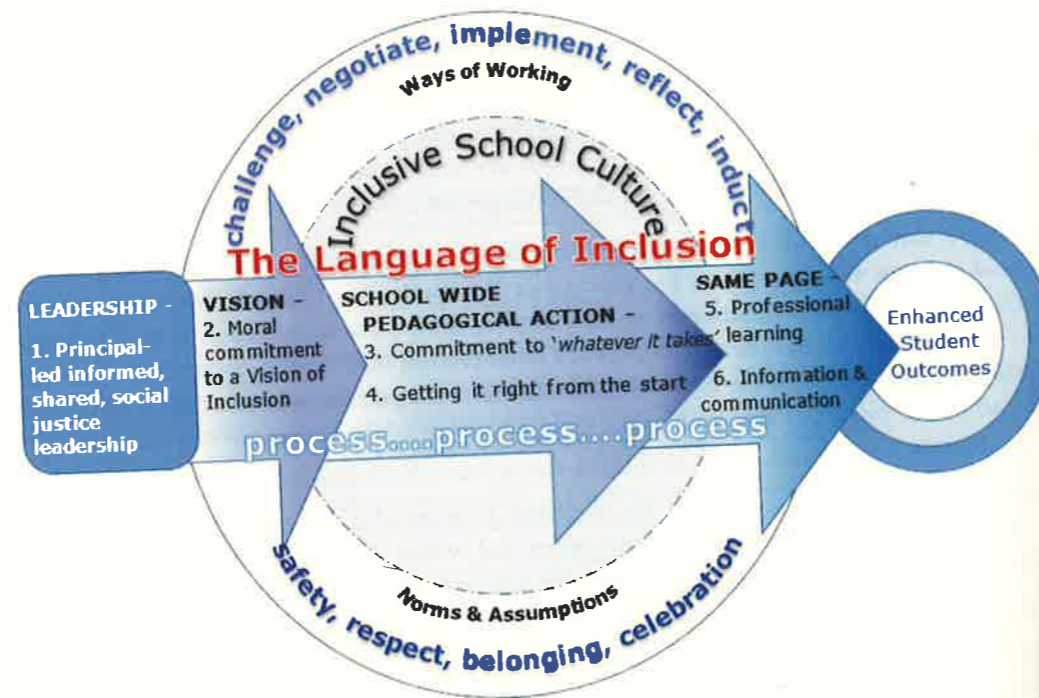 challenge, negotiate, implement, reflect, induct
Ways of Working
Inclusive School Culture
The Language of Inclusion
LEADERSHIP -
1. Principal-
led informed,
shared, social
justice
leadership
VISION -
2. Moral
commitment
to a Vision of
Inclusion
SCHOOL WIDE
PEDAGOGICAL ACTION -
3. Commitment to 'whatever it takes'
4. Getting it right from the start
SAME PAGE -
5. Professional
learning
6. Information &
communication
Enhanced
Student
Outcomes
process....process....process
Norms & Assumptions
safety, respect, belonging, celebration